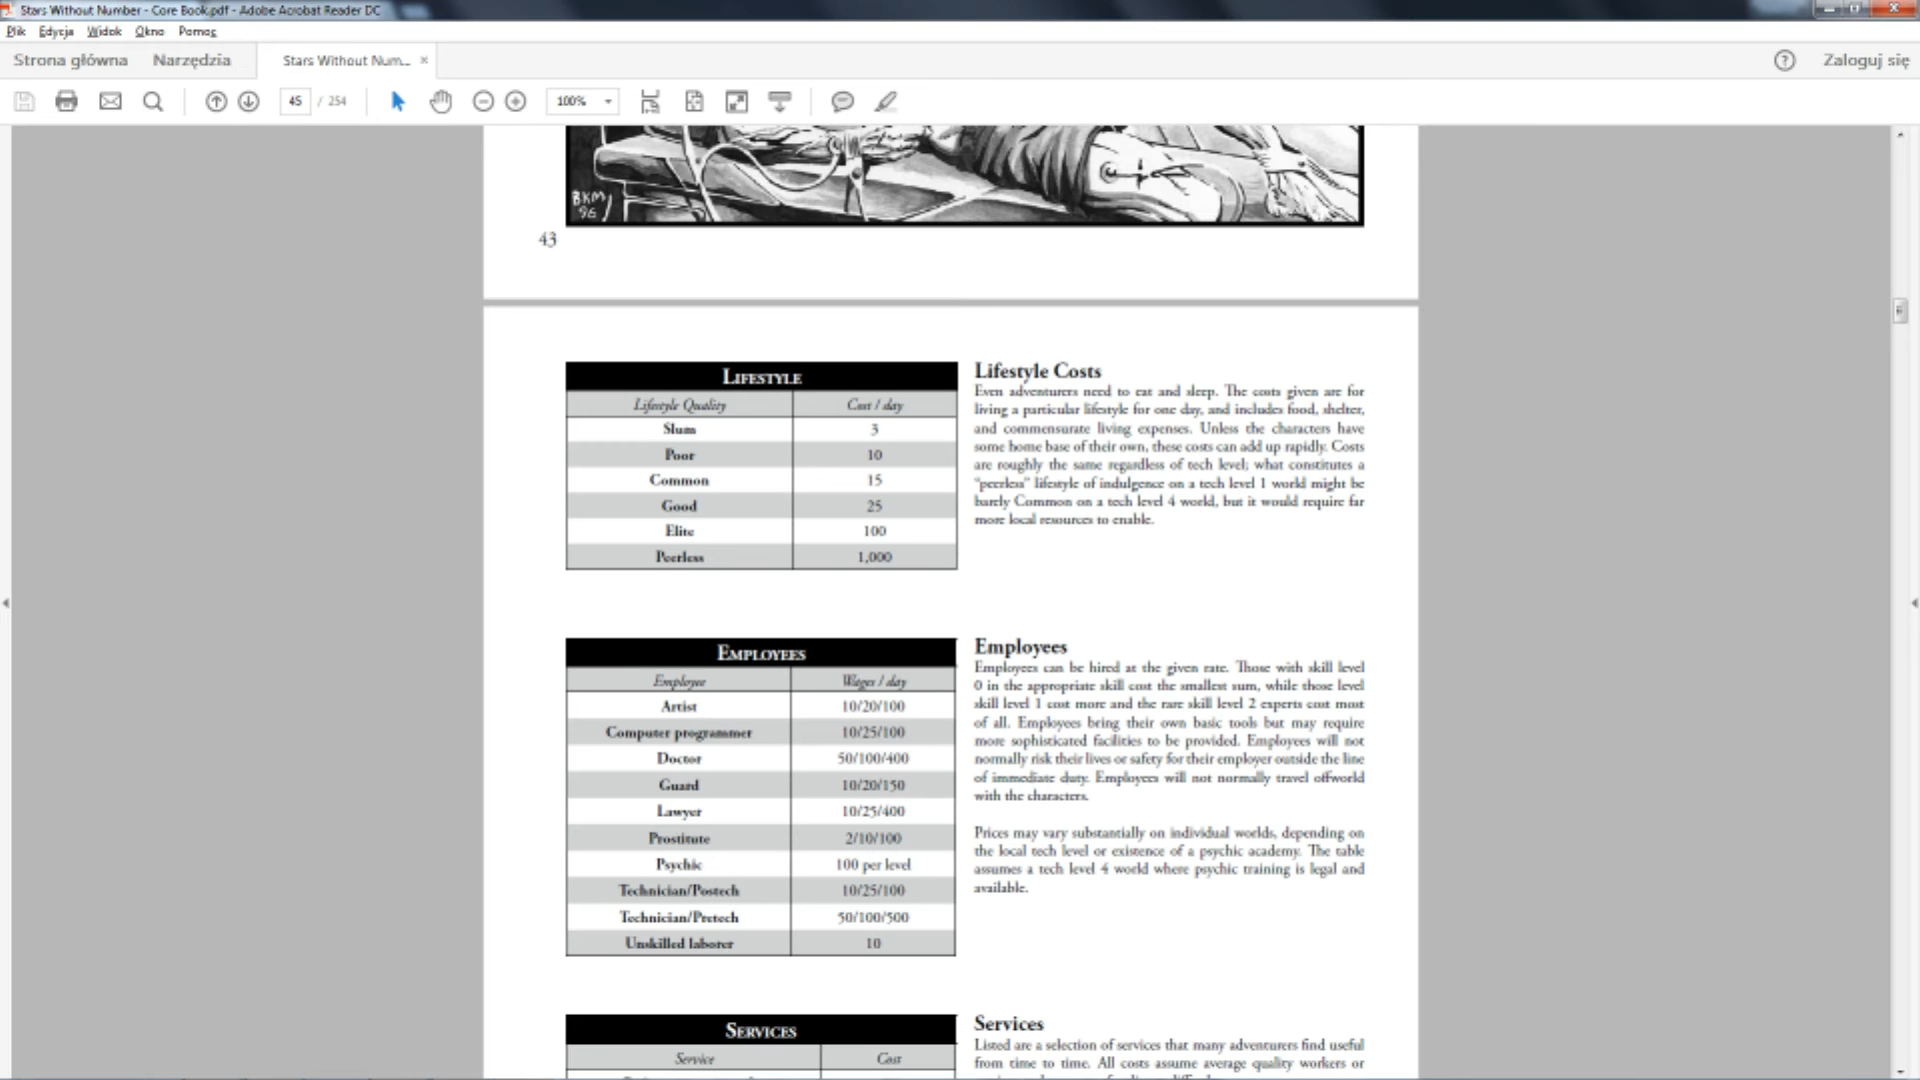 Stars Without Number - Core Book.pdf - Adobe Acrobat Reader DC
Plik Edycja Widok Okno Pomoc
Strona główna Narzędzia Stars Without Num... × Zaloguj się
45 / 254 100%
BKM
96
43
LIFESTYLE
Lifestyle Quality Cost / day
Slum 3
Poor 10
Common 15
Good 25
Elite 100
Peerless 1,000
Lifestyle Costs
Even adventurers need to eat and sleep. The costs given are for
living a particular lifestyle for one day, and includes food, shelter,
and commensurate living expenses. Unless the characters have
some home base of their own, these costs can add up rapidly. Costs
are roughly the same regardless of tech level; what constitutes a
"peerless" lifestyle of indulgence on a tech level 1 world might be
barely Common on a tech level 4 world, but it would require far
more local resources to enable.
EMPLOYEES
Employee Wages / day
Artist 10/20/100
Computer programmer 10/25/100
Doctor 50/100/400
Guard 10/20/150
Lawyer 10/25/400
Prostitute 2/10/100
Psychic 100 per level
Technician/Postech 10/25/100
Technician/Pretech 50/100/500
Unskilled laborer 10
Employees
Employees can be hired at the given rate. Those with skill level
0 in the appropriate skill cost the smallest sum, while those level
skill level 1 cost more and the rare skill level 2 experts cost most
of all. Employees bring their own basic tools but may require
more sophisticated facilities to be provided. Employees will not
normally risk their lives or safety for their employer outside the line
of immediate duty. Employees will not normally travel offworld
with the characters.
Prices may vary substantially on individual worlds, depending on
the local tech level or existence of a psychic academy. The table
assumes a tech level 4 world where psychic training is legal and
available.
SERVICES
Service Cost
Services
Listed are a selection of services that many adventurers find useful
from time to time. All costs assume average quality workers or